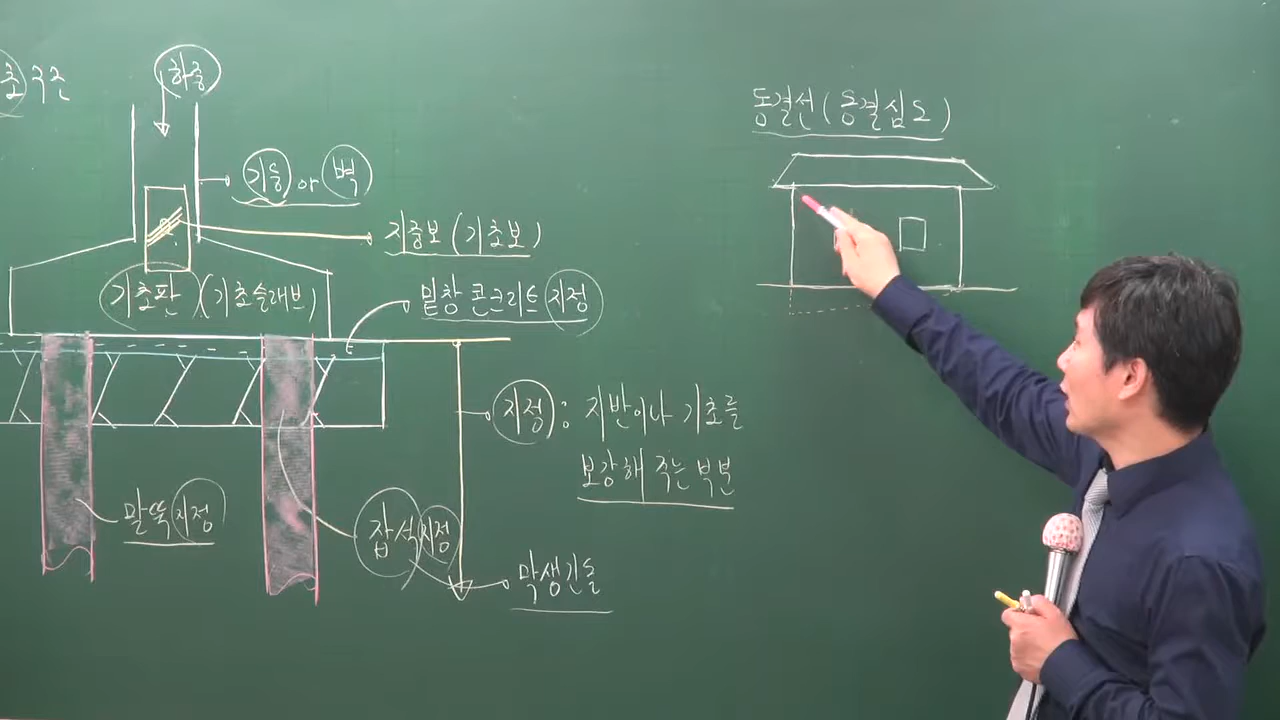 초구조
하중
기둥 or 벽
지중보(기초보)
기초판(기초슬래브)
밑창 콘크리트 지정
지정: 지반이나 기초를
보강해 주는 부분
말뚝지정
잡석지정
막생긴돌
동결선(동결심도)